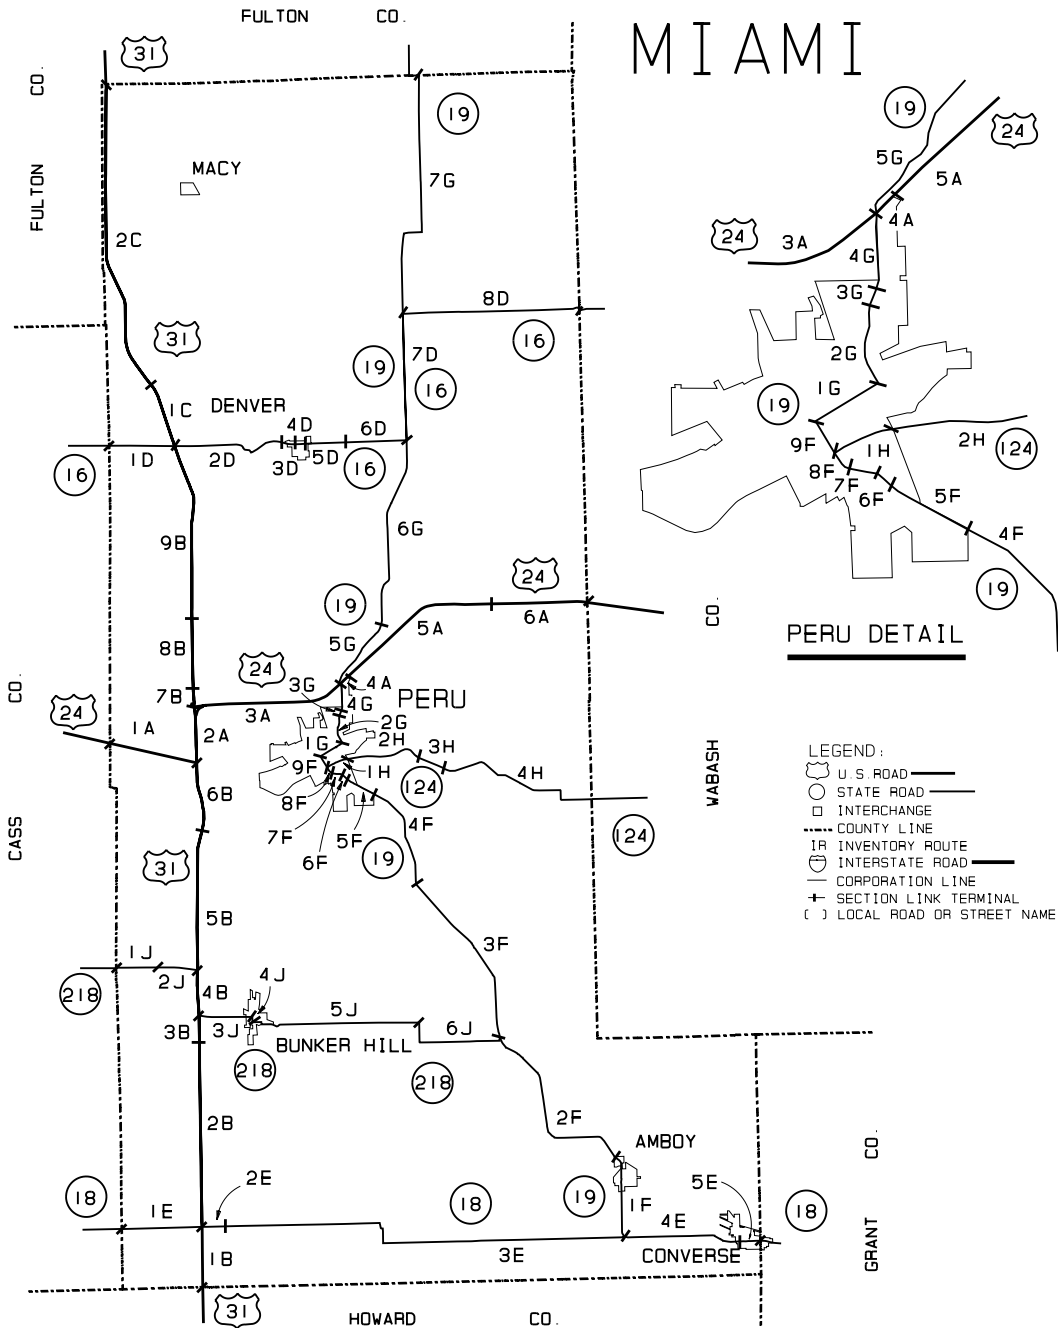 FULTON CO.
MIAMI
31
FULTON CO.
19
19
24
MACY
7G
5G
5A
2C
24
3A
4A
4G
8D
3G
31
16
19
7D
16
2G
1G
1C
DENVER
19
4D
6D
1D
2D
3D
5D
16
16
9F
1H
2H
124
8F
7F
6F
5F
6G
4F
9B
24
19
19
5A
6A
CO.
5G
PERU DETAIL
8B
24
3G
4A
CO.
7B
PERU
24
3A
4G
1A
2A
2G
1G
2H
3H
9F
1H
4H
WABASH
6B
8F
124
5F
4F
7F
6F
124
CASS
31
19
LEGEND:
U.S. ROAD
STATE ROAD
INTERCHANGE
COUNTY LINE
IR INVENTORY ROUTE
INTERSTATE ROAD
CORPORATION LINE
SECTION LINK TERMINAL
( ) LOCAL ROAD OR STREET NAME
5B
3F
1J
2J
4J
218
4B
5J
3B
3J
6J
BUNKER HILL
218
218
2B
2F
AMBOY
CO.
2E
5E
18
18
19
18
1E
1F
4E
3E
CONVERSE
GRANT
1B
31
HOWARD CO.